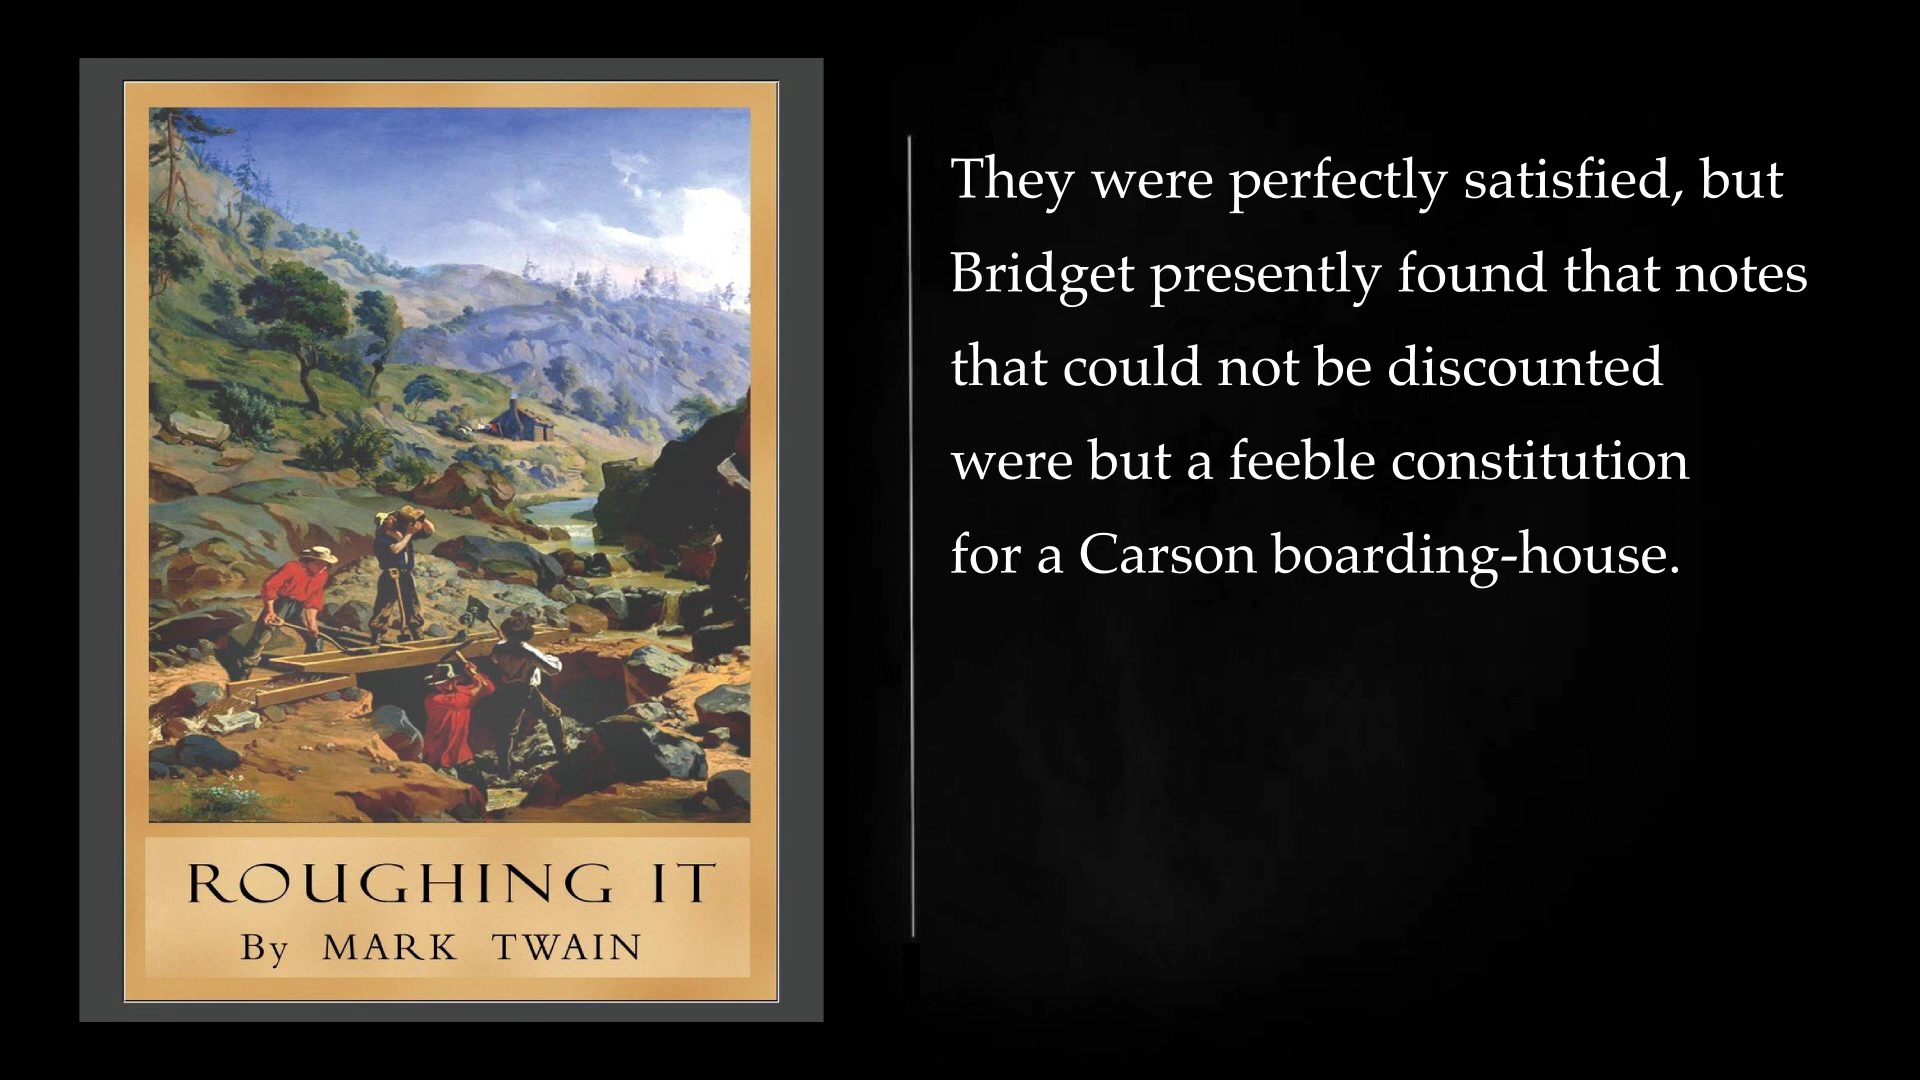 They were perfectly satisfied, but
Bridget presently found that notes
that could not be discounted
were but a feeble constitution
for a Carson boarding-house.
ROUGHING IT
By MARK TWAIN